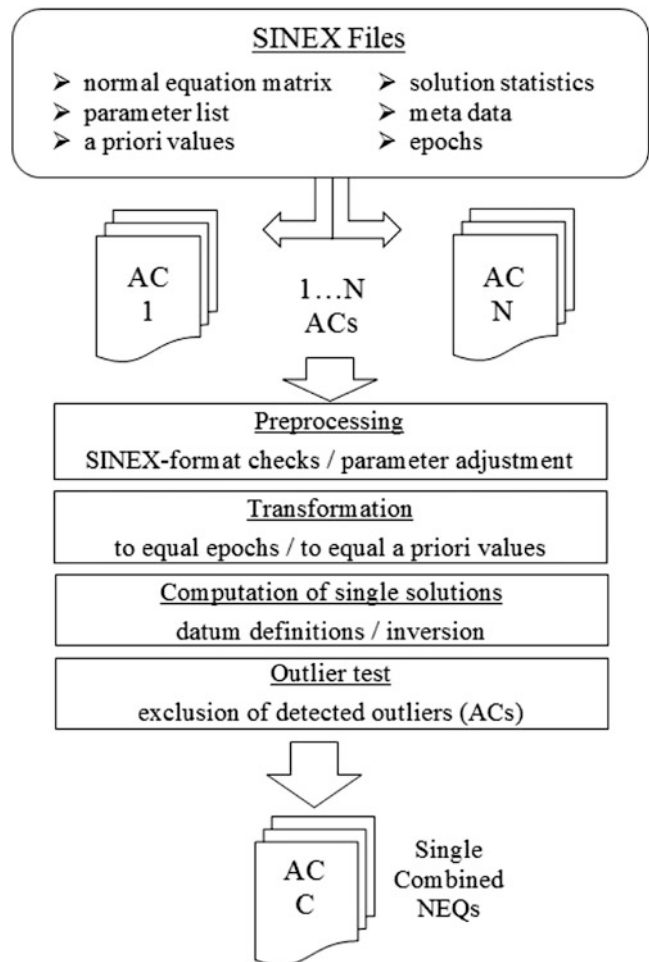 SINEX Files
➢ normal equation matrix
➢ parameter list
➢ a priori values
➢ solution statistics
➢ meta data
➢ epochs
AC
1
1...N
ACs
AC
N
Preprocessing
SINEX-format checks / parameter adjustment
Transformation
to equal epochs / to equal a priori values
Computation of single solutions
datum definitions / inversion
Outlier test
exclusion of detected outliers (ACs)
AC
C
Single
Combined
NEQs